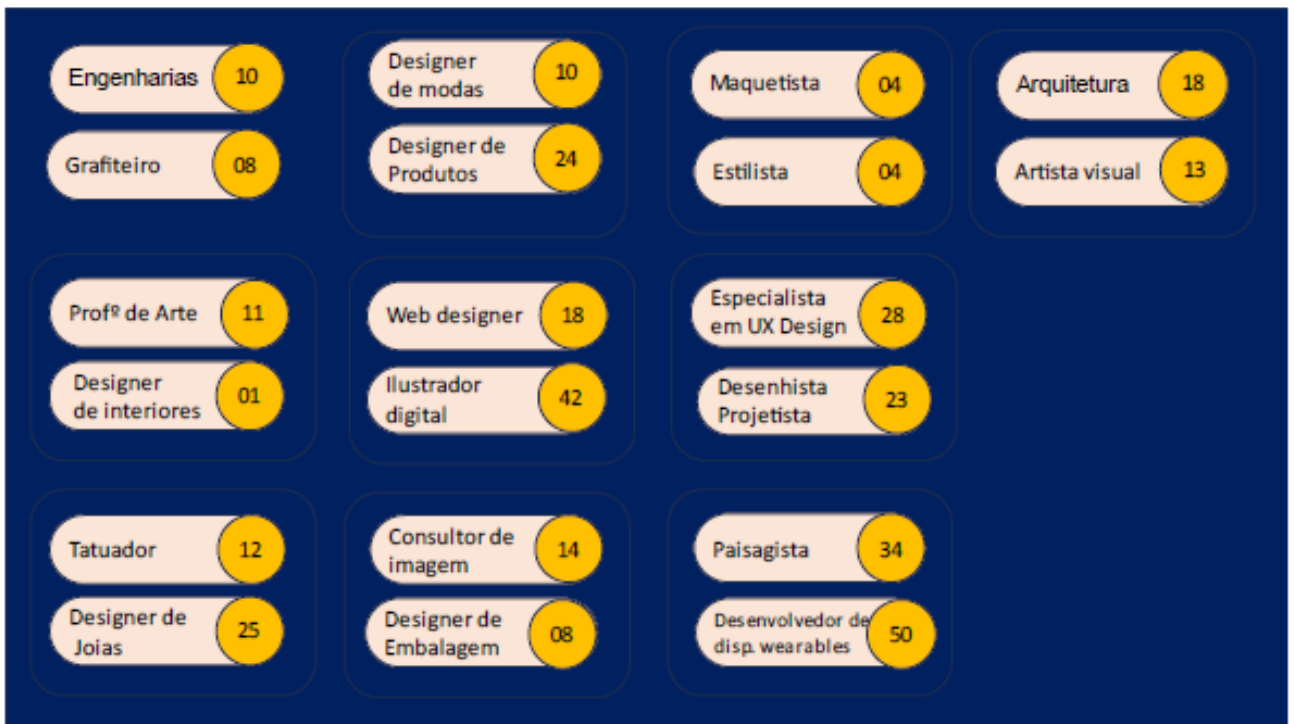 Engenharias 10
Grafiteiro 08
Designer
de modas 10
Designer de
Produtos 24
Maquetista 04
Estilista 04
Arquitetura 18
Artista visual 13
Profº de Arte 11
Designer
de interiores 01
Web designer 18
Ilustrador
digital 42
Especialista
em UX Design 28
Desenhista
Projetista 23
Tatuador 12
Designer de
Joias 25
Consultor de
imagem 14
Designer de
Embalagem 08
Paisagista 34
Desenvolvedor de
disp. wearables 50